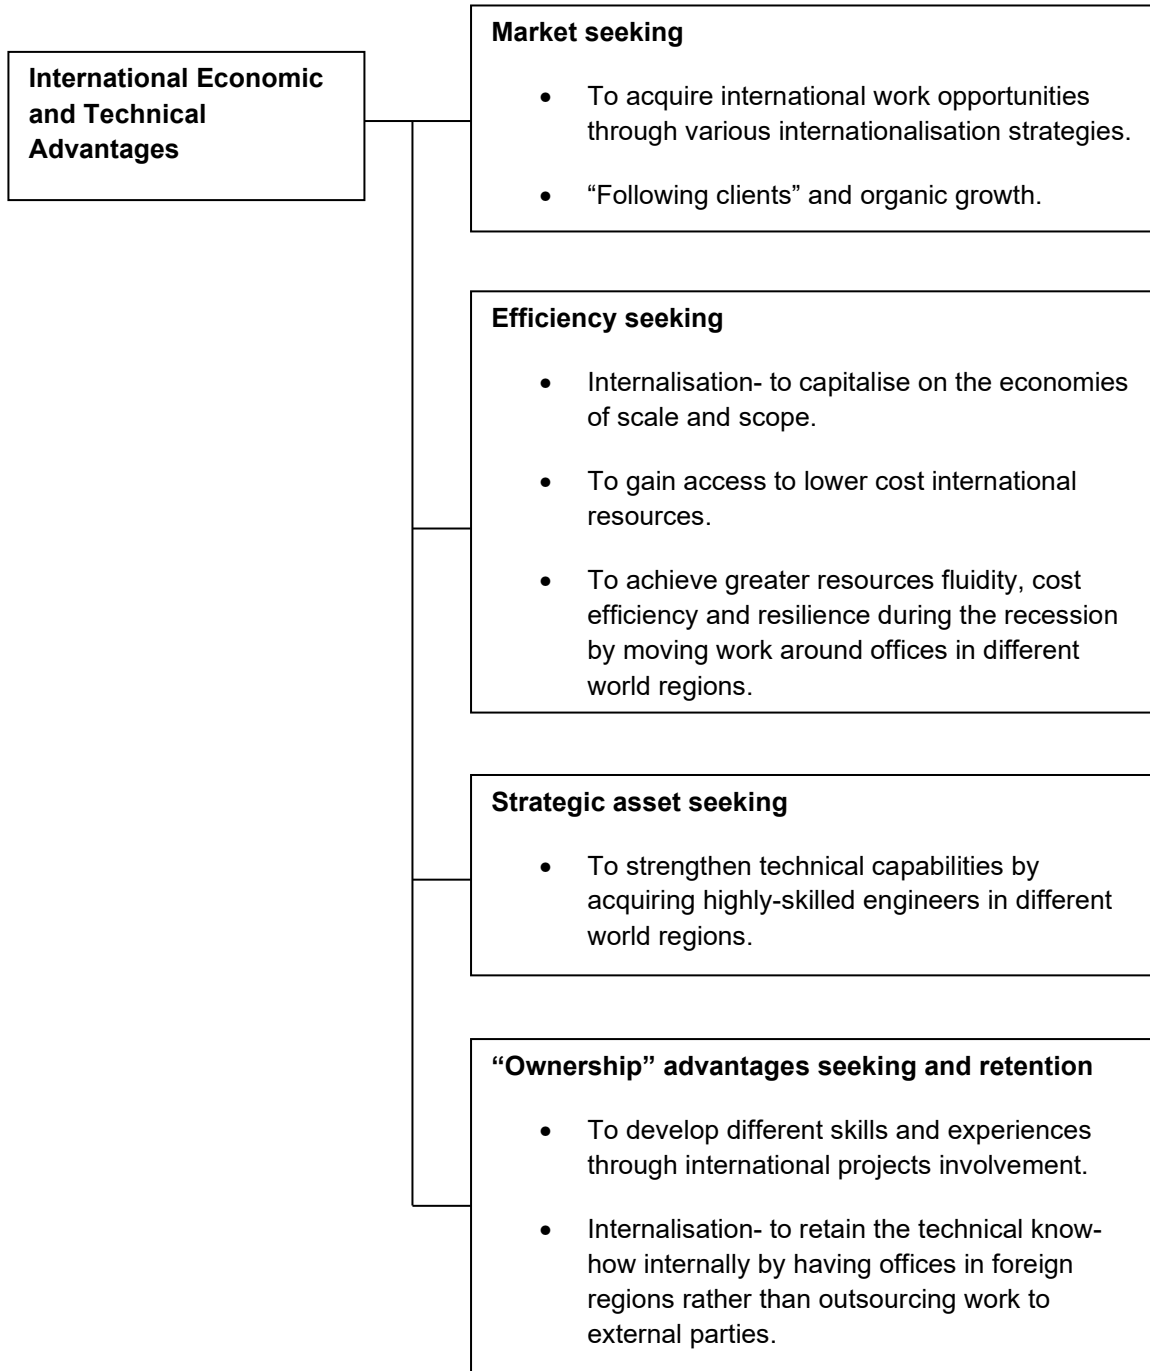 International Economic
and Technical
Advantages
Market seeking
• To acquire international work opportunities
through various internationalisation strategies.
• “Following clients” and organic growth.
Efficiency seeking
• Internalisation- to capitalise on the economies
of scale and scope.
• To gain access to lower cost international
resources.
• To achieve greater resources fluidity, cost
efficiency and resilience during the recession
by moving work around offices in different
world regions.
Strategic asset seeking
• To strengthen technical capabilities by
acquiring highly-skilled engineers in different
world regions.
“Ownership” advantages seeking and retention
• To develop different skills and experiences
through international projects involvement.
• Internalisation- to retain the technical know-
how internally by having offices in foreign
regions rather than outsourcing work to
external parties.